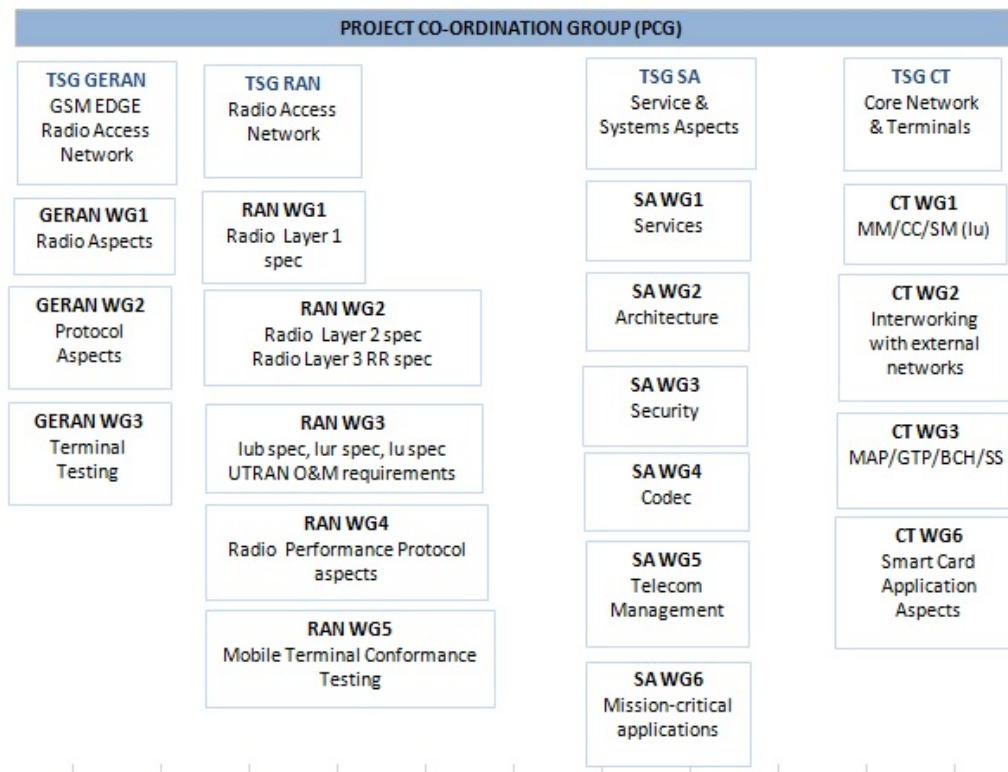 PROJECT CO-ORDINATION GROUP (PCG)
TSG GERAN
GSM EDGE
Radio Access
Network
GERAN WG1
Radio Aspects
GERAN WG2
Protocol
Aspects
GERAN WG3
Terminal
Testing
TSG RAN
Radio Access
Network
RAN WG1
Radio Layer 1
spec
RAN WG2
Radio Layer 2 spec
Radio Layer 3 RR spec
RAN WG3
Iub spec, Iur spec, Iu spec
UTRAN O&M requirements
RAN WG4
Radio Performance Protocol
aspects
RAN WG5
Mobile Terminal Conformance
Testing
TSG SA
Service &
Systems Aspects
SA WG1
Services
SA WG2
Architecture
SA WG3
Security
SA WG4
Codec
SA WG5
Telecom
Management
SA WG6
Mission-critical
applications
TSG CT
Core Network
& Terminals
CT WG1
MM/CC/SM (Iu)
CT WG2
Interworking
with external
networks
CT WG3
MAP/GTP/BCH/SS
CT WG6
Smart Card
Application
Aspects